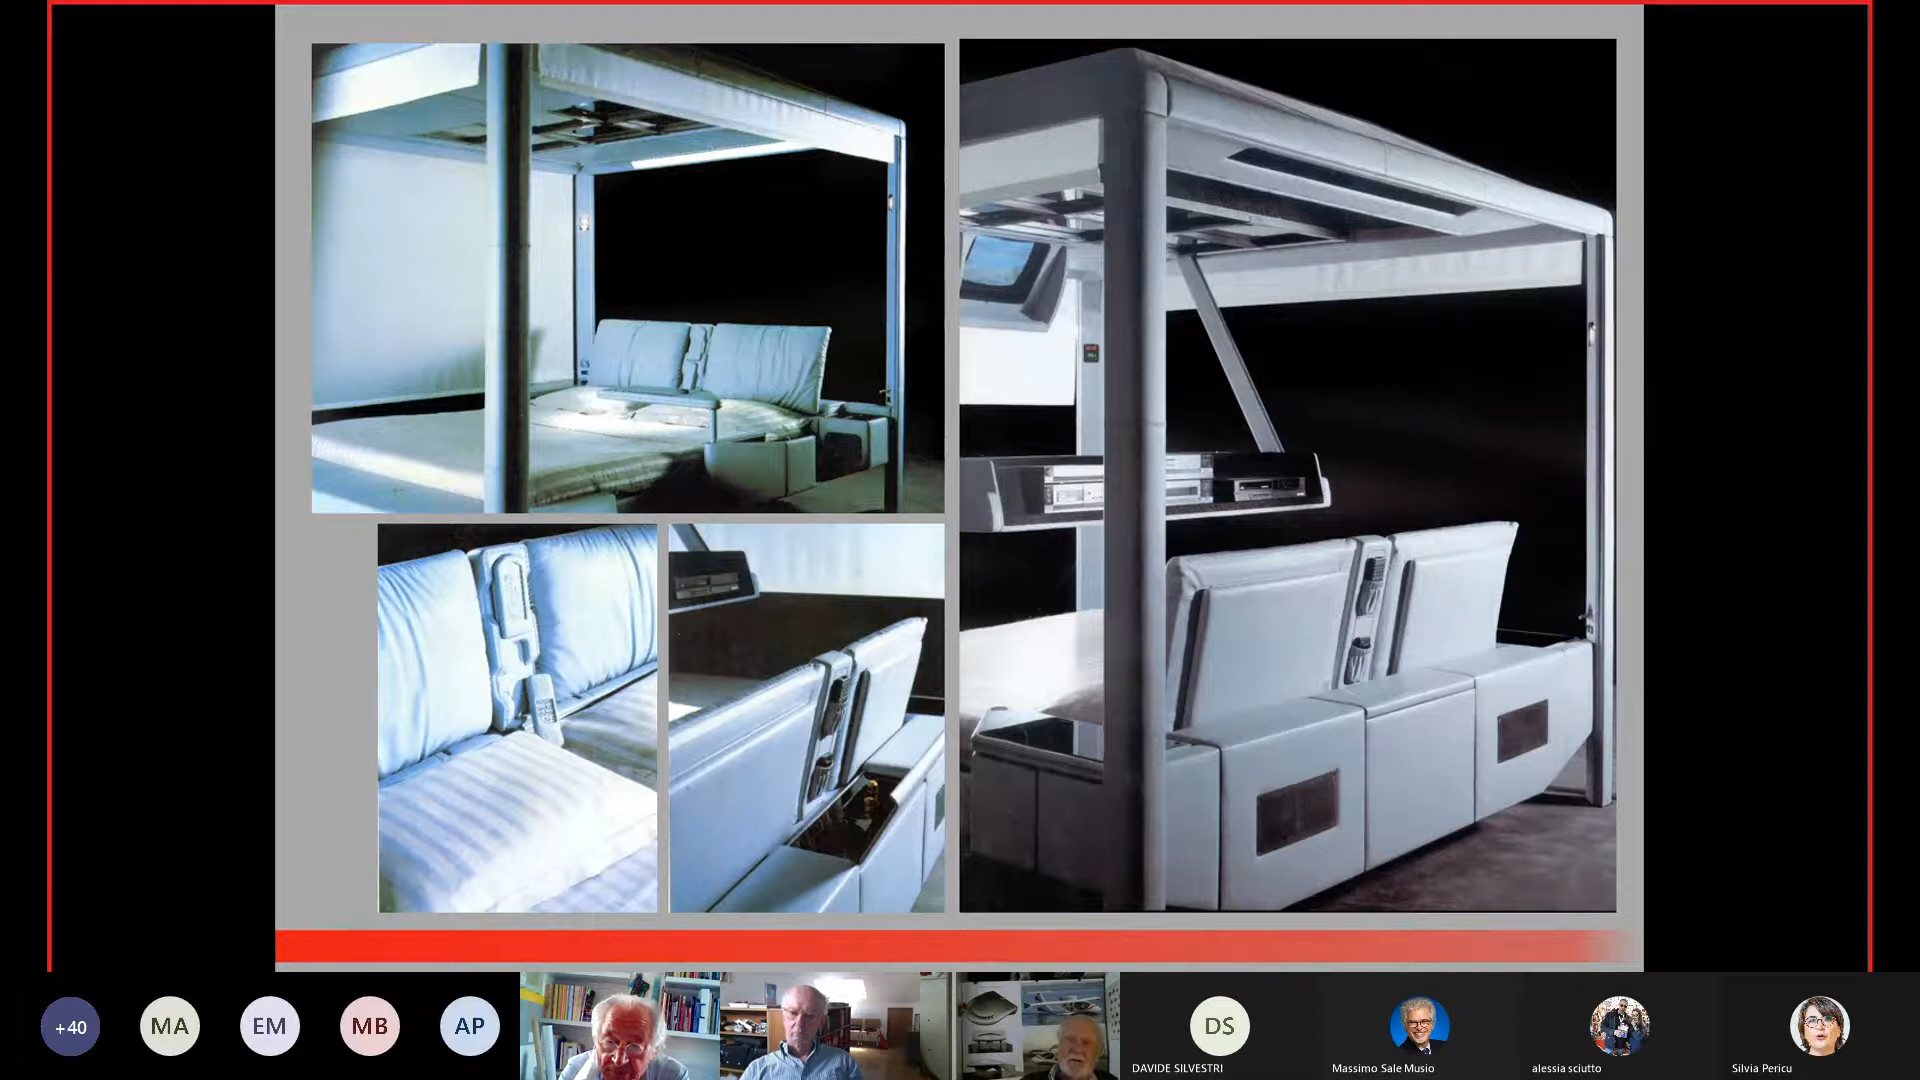 +40
MA
EM
MB
AP
DS
DAVIDE SILVESTRI
Massimo Sale Musio
alessia sciutto
Silvia Pericu